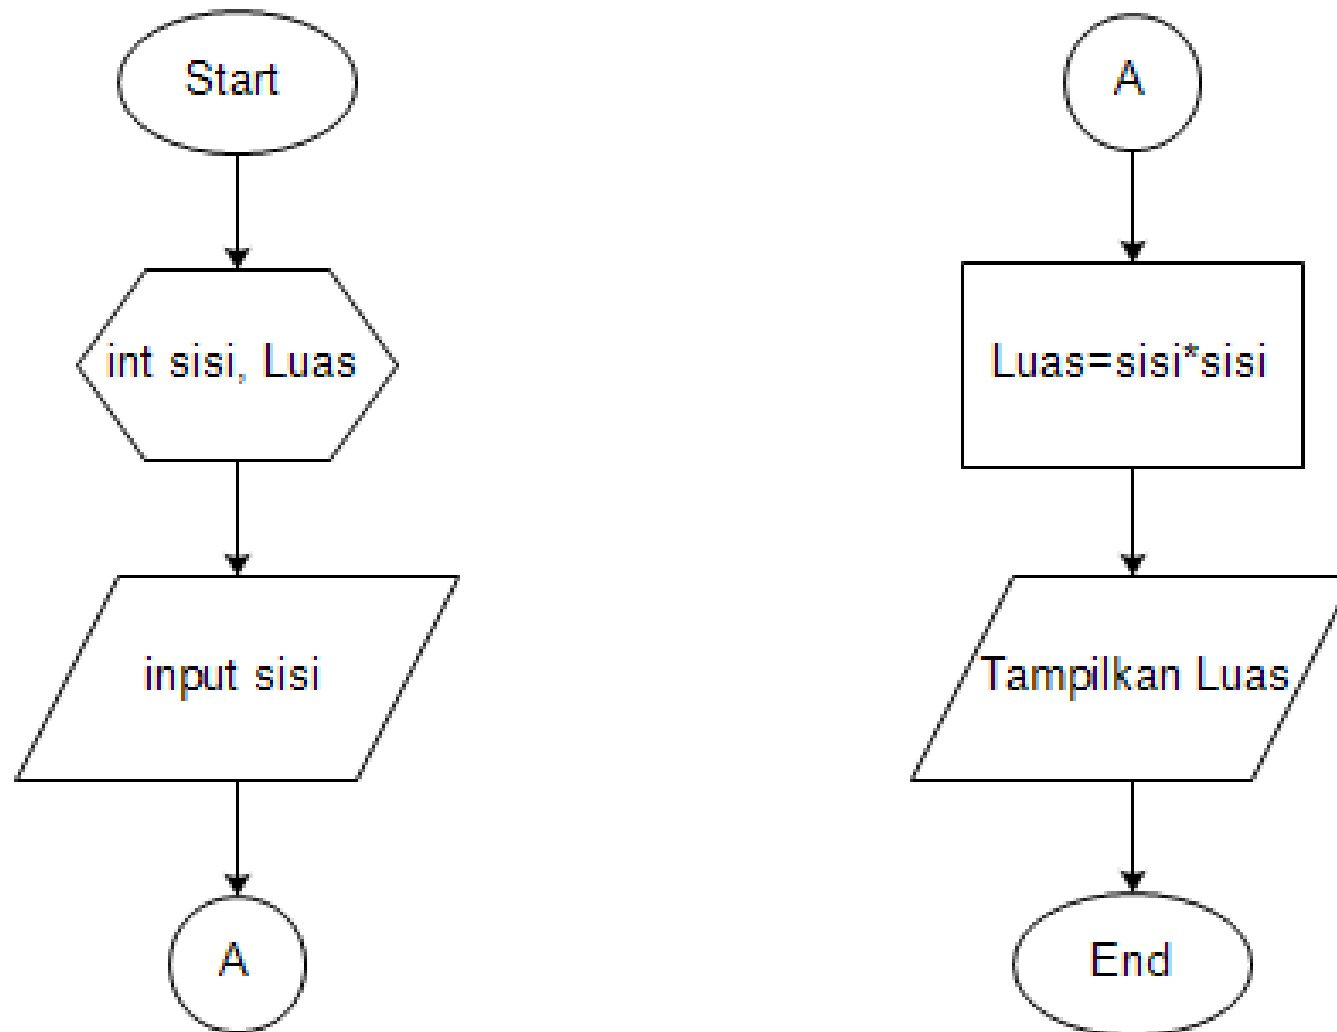 Start
int sisi, Luas
input sisi
A
A
Luas=sisi*sisi
Tampilkan Luas
End